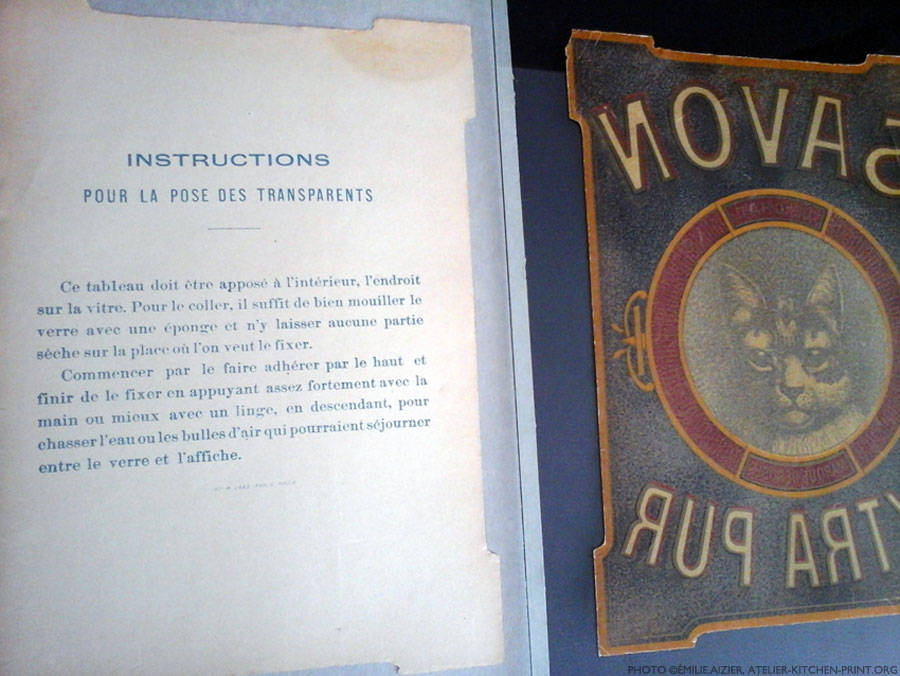 INSTRUCTIONS
POUR LA POSE DES TRANSPARENTS
Ce tableau doit être apposé à l'intérieur, l'endroit
sur la vitre. Pour le coller, il suffit de bien mouiller le
verre avec une éponge et n'y laisser aucune partie
sèche sur la place où l'on veut le fixer.
Commencer par le faire adhérer par le haut et
finir de le fixer en appuyant assez fortement avec la
main ou mieux avec un linge, en descendant, pour
chasser l'eau ou les bulles d'air qui pourraient séjourner
entre le verre et l'affiche.
SAVON
XTRA PUR
PHOTO ©ÉMILIE AIZIER, ATELIER-KITCHEN-PRINT.ORG